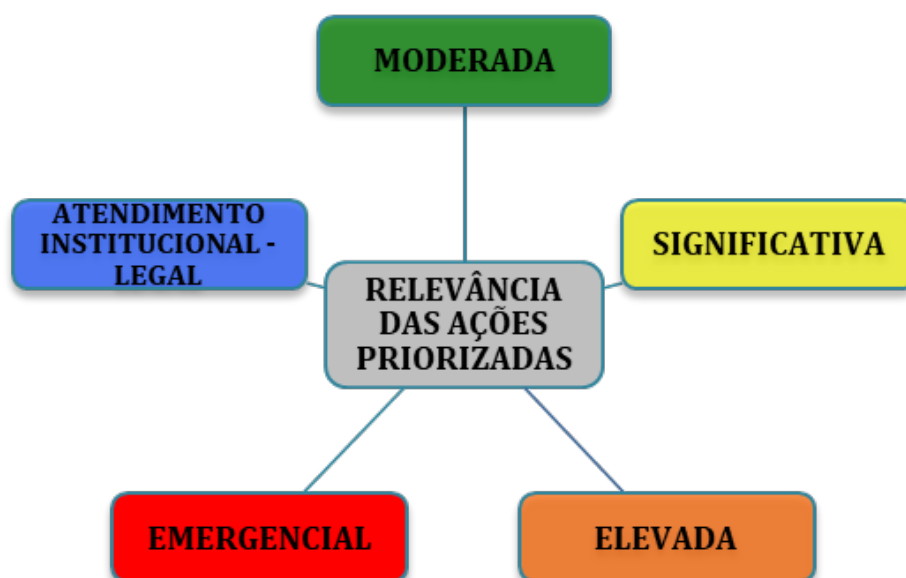 MODERADA
ATENDIMENTO
INSTITUCIONAL -
LEGAL
SIGNIFICATIVA
RELEVÂNCIA
DAS AÇÕES
PRIORIZADAS
EMERGENCIAL
ELEVADA